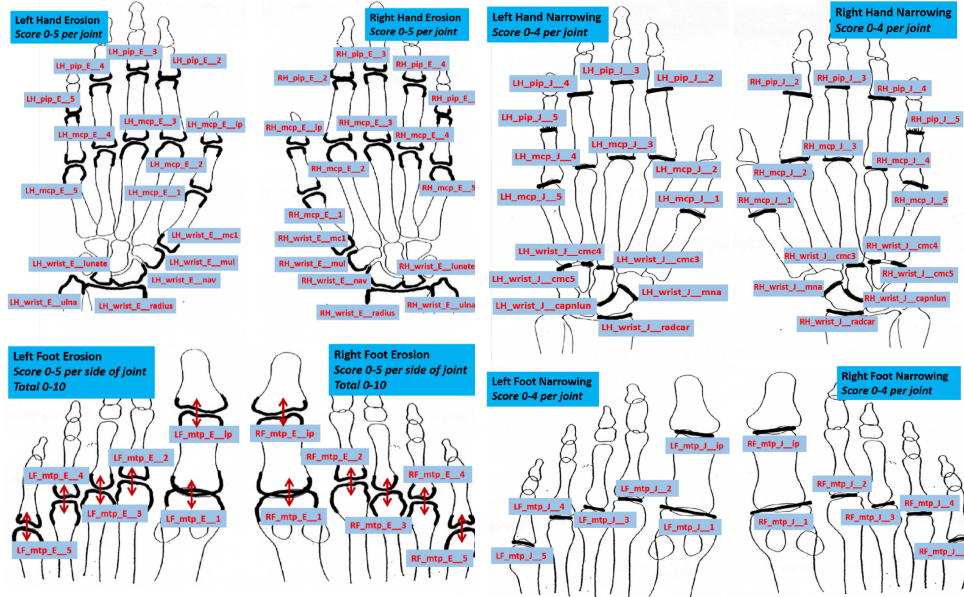 Left Hand Erosion
Score 0-5 per joint
LH_pip_E__3
LH_pip_E__4
LH_pip_E__2
LH_pip_E__5
LH_mcp_E__3
LH_mcp_E__ip
LH_mcp_E__4
LH_mcp_E__2
LH_mcp_E__5
LH_mcp_E__1
LH_wrist_E__mc1
LH_wrist_E__mul
LH_wrist_E__lunate
LH_wrist_E__nav
LH_wrist_E__ulna
LH_wrist_E__radius
Right Hand Erosion
Score 0-5 per joint
RH_pip_E__3
RH_pip_E__4
RH_pip_E__2
RH_pip_E__
RH_mcp_E__ip
RH_mcp_E__3
RH_mcp_E__4
RH_mcp_E__2
RH_mcp_E__5
RH_mcp_E__1
RH_wrist_E__mc1
RH_wrist_E__mul
RH_wrist_E__lunate
RH_wrist_E__nav
RH_wrist_E__ulna
RH_wrist_E__radius
Left Hand Narrowing
Score 0-4 per joint
LH_pip_J__3
LH_pip_J__4
LH_pip_J__2
LH_pip_J__5
LH_mcp_J__3
LH_mcp_J__4
LH_mcp_J__2
LH_mcp_J__5
LH_mcp_J__1
LH_wrist_J__cmc4
LH_wrist_J__cmc3
LH_wrist_J__cmc5
LH_wrist_J__mna
LH_wrist_J__capnlun
LH_wrist_J__radcar
Right Hand Narrowing
Score 0-4 per joint
RH_pip_J__3
RH_pip_J__2
RH_pip_J__4
RH_pip_J__5
RH_mcp_J__3
RH_mcp_J__4
RH_mcp_J__2
RH_mcp_J__5
RH_mcp_J__1
RH_wrist_J__cmc4
RH_wrist_J__cmc3
RH_wrist_J__cmc5
RH_wrist_J__mna
RH_wrist_J__capnlun
RH_wrist_J__radcar
Left Foot Erosion
Score 0-5 per side of joint
Total 0-10
LF_mtp_E__ip
LF_mtp_E__2
LF_mtp_E__4
LF_mtp_E__3
LF_mtp_E__1
LF_mtp_E__5
Right Foot Erosion
Score 0-5 per side of joint
Total 0-10
RF_mtp_E__ip
RF_mtp_E__2
RF_mtp_E__4
RF_mtp_E__1
RF_mtp_E__3
RF_mtp_E__5
Left Foot Narrowing
Score 0-4 per joint
LF_mtp_J__ip
LF_mtp_J__2
LF_mtp_J__4
LF_mtp_J__3
LF_mtp_J__1
LF_mtp_J__5
Right Foot Narrowing
Score 0-4 per joint
RF_mtp_J__ip
RF_mtp_J__2
RF_mtp_J__4
RF_mtp_J__1
RF_mtp_J__3
RF_mtp_J__